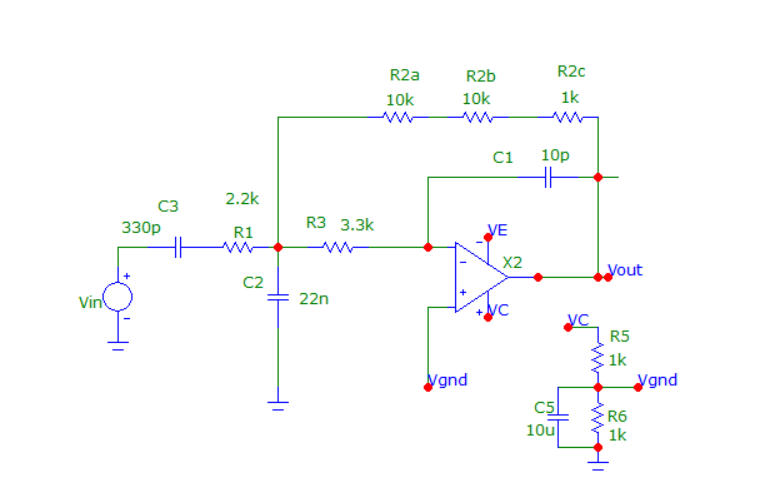 R2a
R2b
R2c
10k
10k
1k
C1
10p
C3
2.2k
330p
R1
R3
3.3k
VE
-
-
X2
+
Vin
-
C2
22n
+
+
VC
Vout
VC
R5
1k
Vgnd
Vgnd
C5
10u
R6
1k